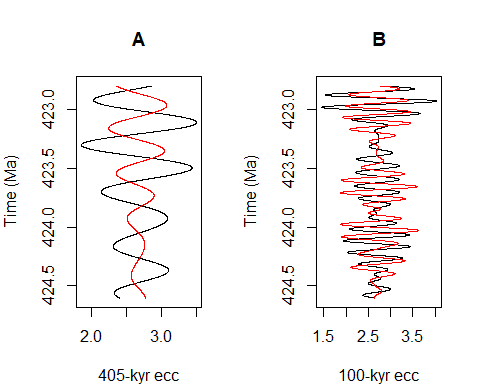 A
B
Time (Ma)
423.0
423.5
424.0
424.5
2.0 3.0
405-kyr ecc
Time (Ma)
423.0
423.5
424.0
424.5
1.5 2.5 3.5
100-kyr ecc